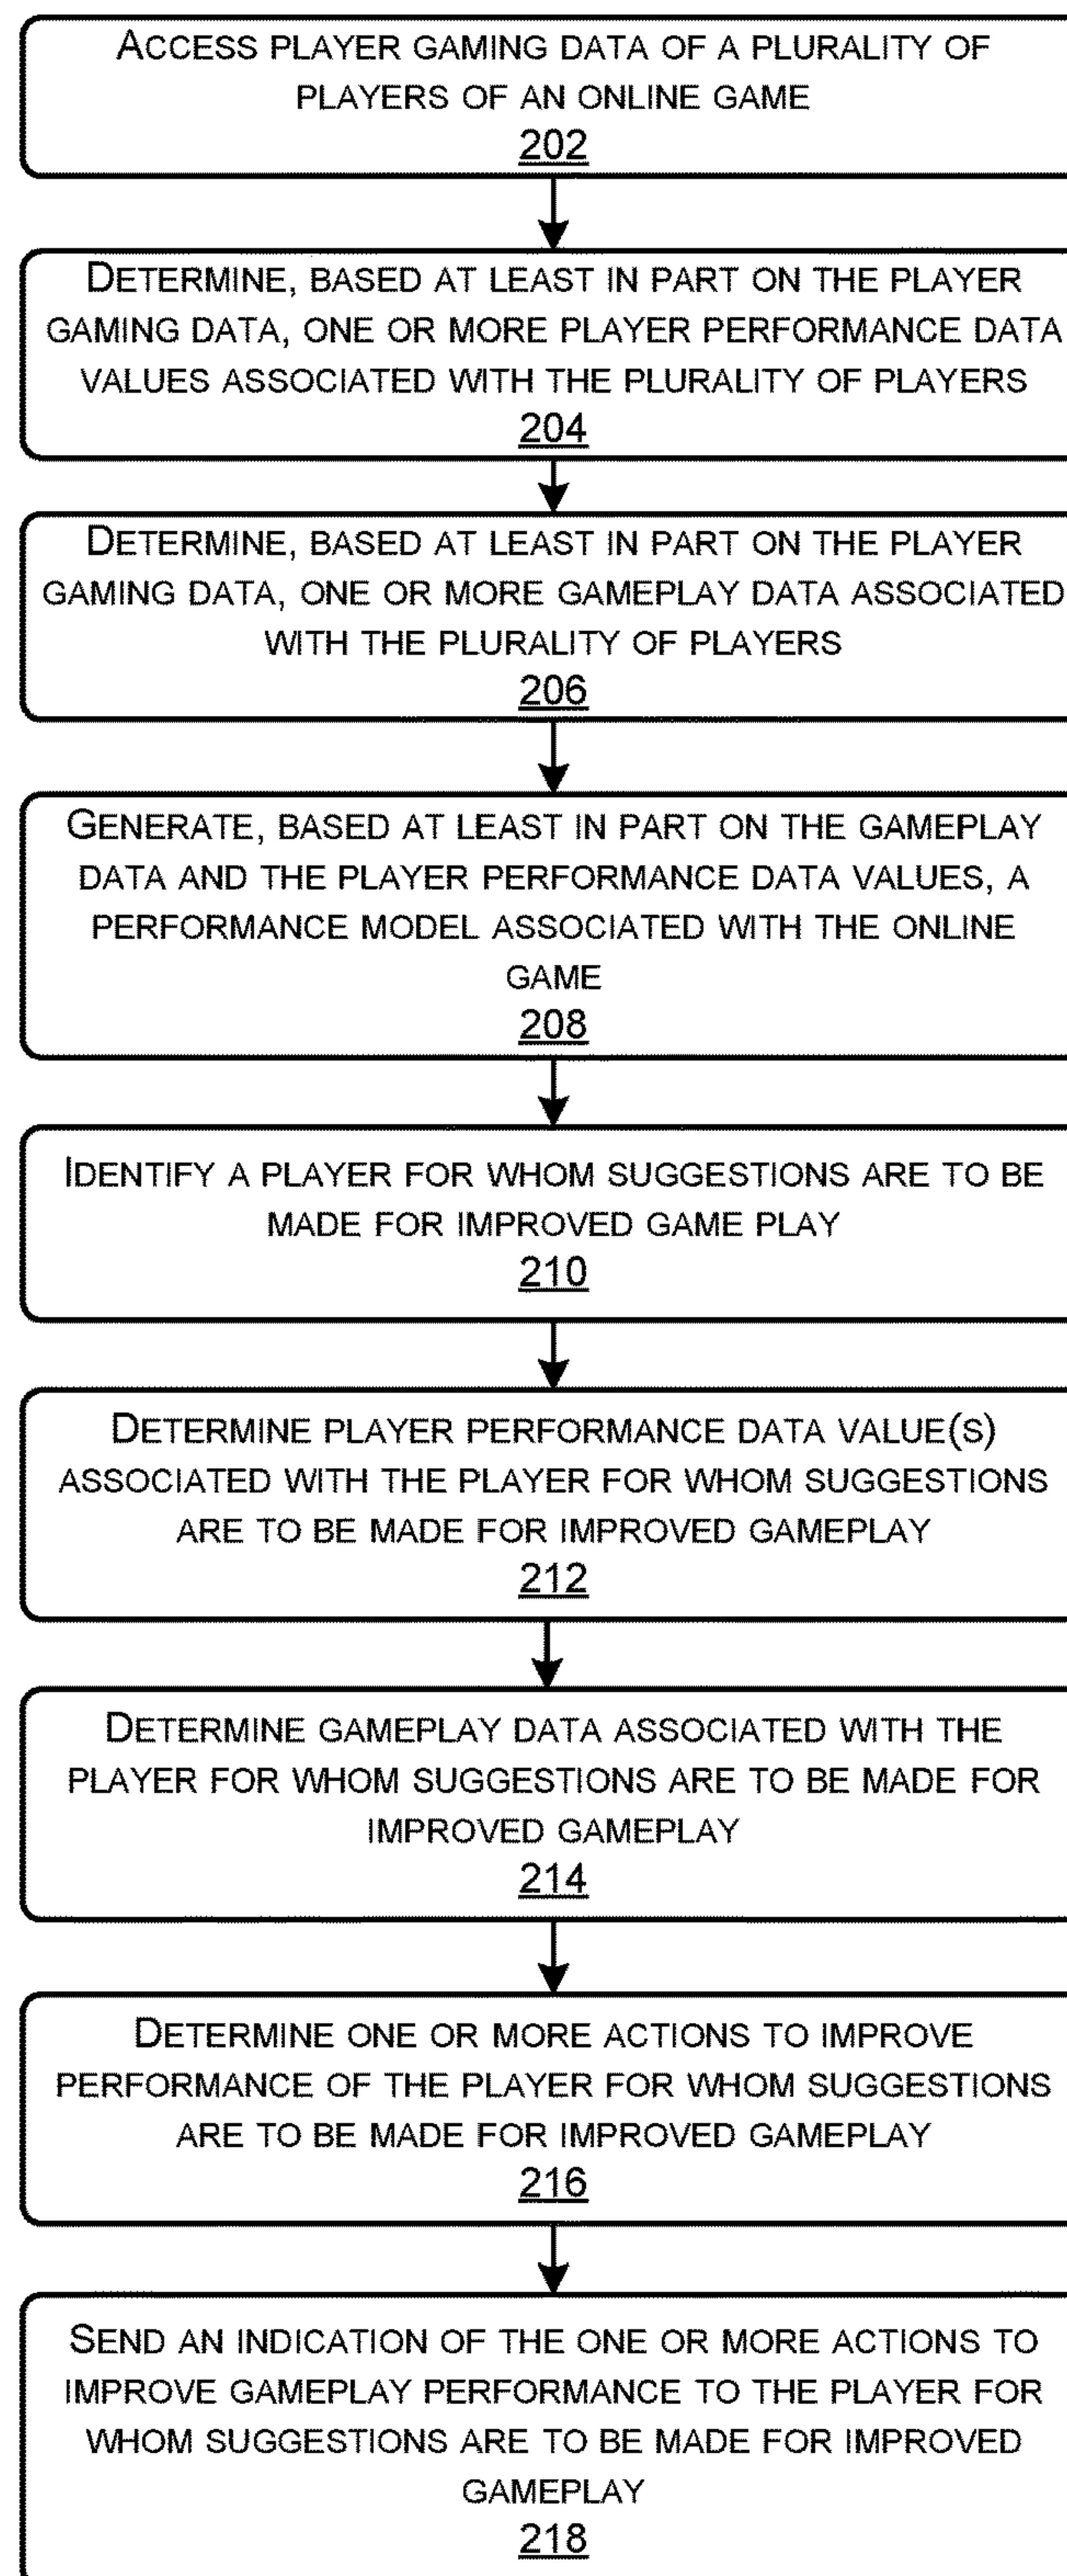 ACCESS PLAYER GAMING DATA OF A PLURALITY OF
PLAYERS OF AN ONLINE GAME
202
DETERMINE, BASED AT LEAST IN PART ON THE PLAYER
GAMING DATA, ONE OR MORE PLAYER PERFORMANCE DATA
VALUES ASSOCIATED WITH THE PLURALITY OF PLAYERS
204
DETERMINE, BASED AT LEAST IN PART ON THE PLAYER
GAMING DATA, ONE OR MORE GAMEPLAY DATA ASSOCIATED
WITH THE PLURALITY OF PLAYERS
206
GENERATE, BASED AT LEAST IN PART ON THE GAMEPLAY
DATA AND THE PLAYER PERFORMANCE DATA VALUES, A
PERFORMANCE MODEL ASSOCIATED WITH THE ONLINE
GAME
208
IDENTIFY A PLAYER FOR WHOM SUGGESTIONS ARE TO BE
MADE FOR IMPROVED GAME PLAY
210
DETERMINE PLAYER PERFORMANCE DATA VALUE(S)
ASSOCIATED WITH THE PLAYER FOR WHOM SUGGESTIONS
ARE TO BE MADE FOR IMPROVED GAMEPLAY
212
DETERMINE GAMEPLAY DATA ASSOCIATED WITH THE
PLAYER FOR WHOM SUGGESTIONS ARE TO BE MADE FOR
IMPROVED GAMEPLAY
214
DETERMINE ONE OR MORE ACTIONS TO IMPROVE
PERFORMANCE OF THE PLAYER FOR WHOM SUGGESTIONS
ARE TO BE MADE FOR IMPROVED GAMEPLAY
216
SEND AN INDICATION OF THE ONE OR MORE ACTIONS TO
IMPROVE GAMEPLAY PERFORMANCE TO THE PLAYER FOR
WHOM SUGGESTIONS ARE TO BE MADE FOR IMPROVED
GAMEPLAY
218